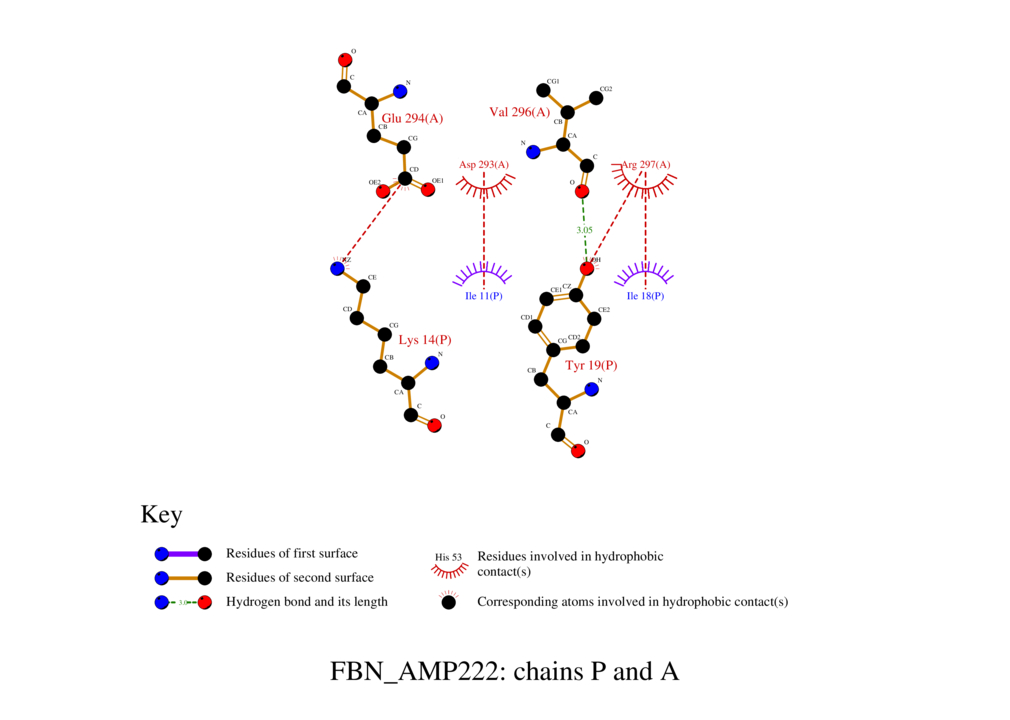 O
C
N
CA
Glu 294(A)
CB
CG
CD
OE2
OE1
CG1
CG2
Val 296(A)
CB
CA
N
C
O
Asp 293(A)
Arg 297(A)
3.05
OH
CE
CD
CG
Lys 14(P)
CB
N
CA
C
O
Ile 11(P)
Ile 18(P)
CE1
CZ
CE2
CD1
CG
CD2
Tyr 19(P)
CB
N
CA
C
O
Key
Residues of first surface
Residues of second surface
3.0
Hydrogen bond and its length
His 53
Residues involved in hydrophobic
contact(s)
Corresponding atoms involved in hydrophobic contact(s)
FBN_AMP222: chains P and A